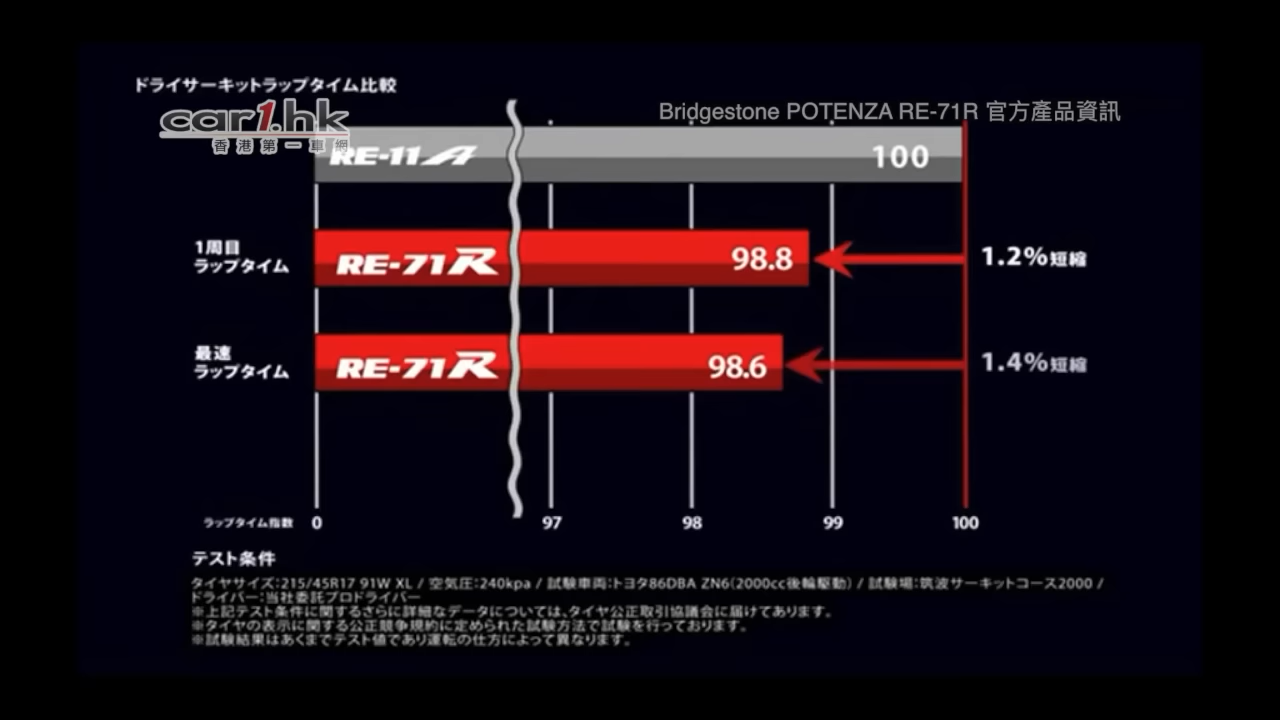 ドライサーキットラップタイム比較
car1.hk
香港第一車網
Bridgestone POTENZA RE-71R 官方產品資訊
RE-11A
100
1周目
ラップタイム
RE-71R
98.8
1.2%短縮
最速
ラップタイム
RE-71R
98.6
1.4%短縮
ラップタイム指数 0 97 98 99 100
テスト条件
タイヤサイズ:215/45R17 91W XL / 空気圧:240kpa / 試験車両:トヨタ86DBA ZN6(2000cc後輪駆動) / 試験場:筑波サーキットコース2000 /
ドライバー:当社委託プロドライバー
※上記テスト条件に関するさらに詳細なデータについては、タイヤ公正取引協議会に届けてあります。
※タイヤの表示に関する公正競争規約に定められた試験方法で試験を行っております。
※試験結果はあくまでテスト値であり運転の仕方によって異なります。